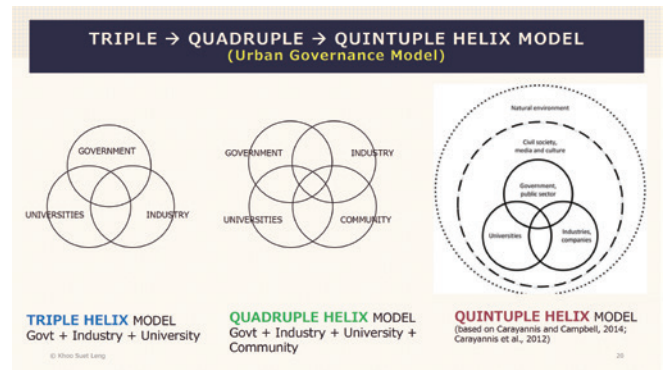 TRIPLE → QUADRUPLE → QUINTUPLE HELIX MODEL
(Urban Governance Model)
GOVERNMENT
UNIVERSITIES
INDUSTRY
GOVERNMENT
INDUSTRY
UNIVERSITIES
COMMUNITY
Natural environment
Civil society,
media and culture
Government,
public sector
Universities
Industries,
companies
TRIPLE HELIX MODEL
Govt + Industry + University
QUADRUPLE HELIX MODEL
Govt + Industry + University +
Community
QUINTUPLE HELIX MODEL
(based on Carayannis and Campbell, 2014;
Carayannis et al., 2012)
© Khoo Suet Leng
20